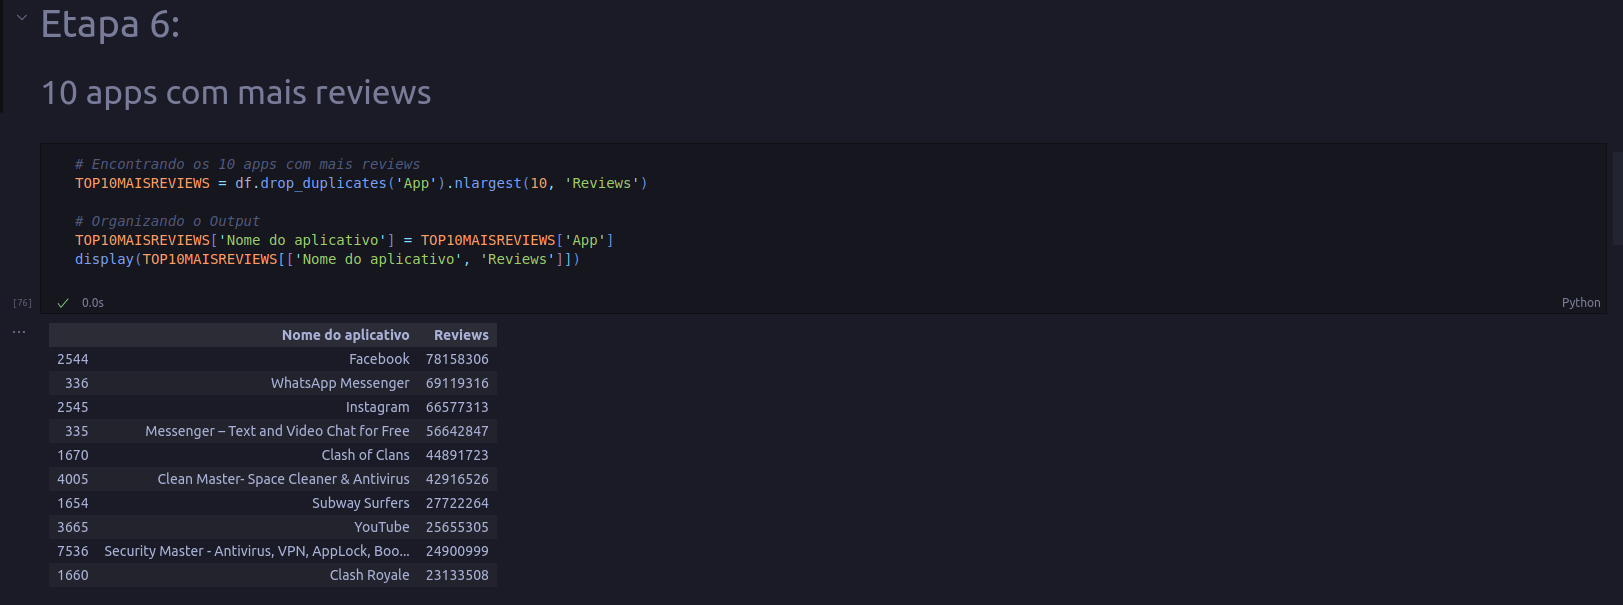 Etapa 6:
10 apps com mais reviews
# Encontrando os 10 apps com mais reviews
TOP10MAISREVIEWS = df.drop_duplicates('App').nlargest(10, 'Reviews')
# Organizando o Output
TOP10MAISREVIEWS['Nome do aplicativo'] = TOP10MAISREVIEWS['App']
display(TOP10MAISREVIEWS[['Nome do aplicativo', 'Reviews']])
[76] 0.0s Python
... Nome do aplicativo Reviews
2544 Facebook 78158306
336 WhatsApp Messenger 69119316
2545 Instagram 66577313
335 Messenger – Text and Video Chat for Free 56642847
1670 Clash of Clans 44891723
4005 Clean Master- Space Cleaner & Antivirus 42916526
1654 Subway Surfers 27722264
3665 YouTube 25655305
7536 Security Master - Antivirus, VPN, AppLock, Boo... 24900999
1660 Clash Royale 23133508